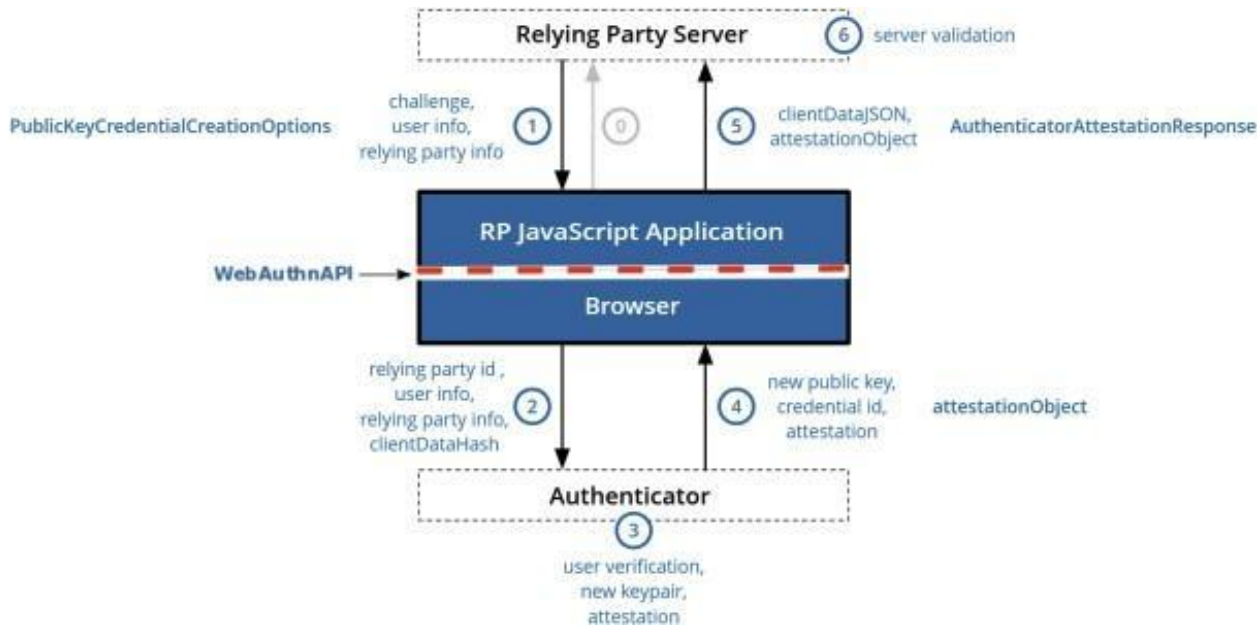 Relying Party Server
6
server validation
PublicKeyCredentialCreationOptions
challenge,
user info,
relying party info
1
0
5
clientDataJSON,
attestationObject
AuthenticatorAttestationResponse
RP JavaScript Application
WebAuthnAPI
Browser
relying party id ,
user info,
relying party info,
clientDataHash
2
4
new public key,
credential id,
attestation
attestationObject
Authenticator
3
user verification,
new keypair,
attestation